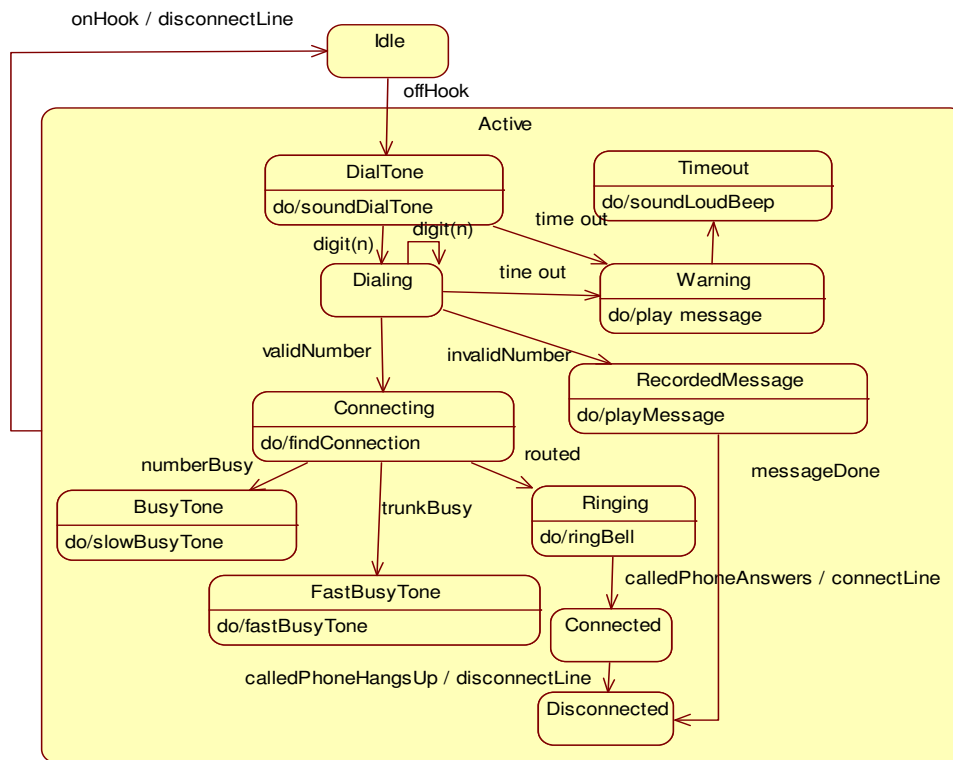 onHook / disconnectLine
Idle
offHook
Active
DialTone
do/soundDialTone
Timeout
do/soundLoudBeep
time out
digit(n)
digit(n)
Dialing
tine out
Warning
do/play message
validNumber
invalidNumber
RecordedMessage
do/playMessage
Connecting
do/findConnection
numberBusy
trunkBusy
routed
messageDone
BusyTone
do/slowBusyTone
Ringing
do/ringBell
FastBusyTone
do/fastBusyTone
calledPhoneAnswers / connectLine
Connected
calledPhoneHangsUp / disconnectLine
Disconnected